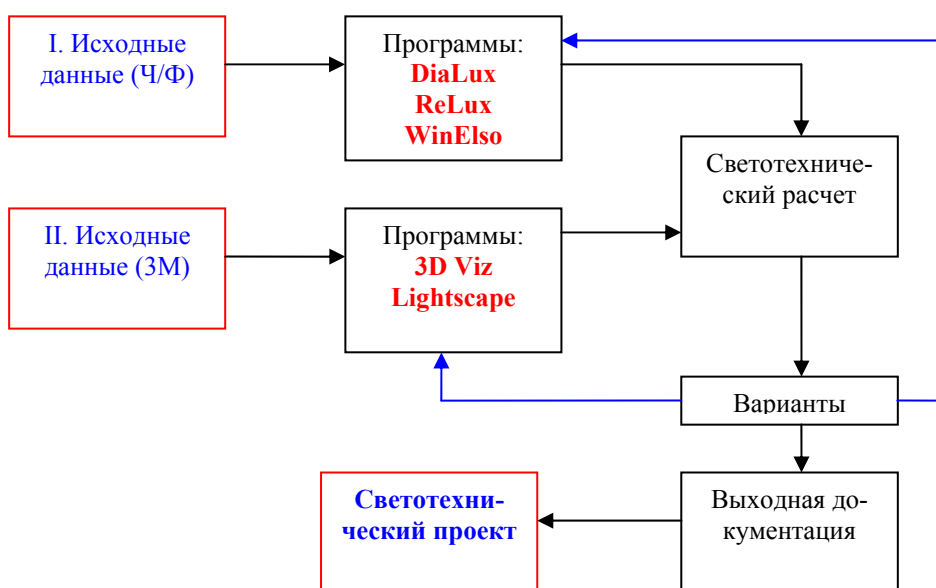 I. Исходные
данные (Ч/Ф)
Программы:
DiaLux
ReLux
WinElso
Светотехниче-
ский расчет
II. Исходные
данные (3М)
Программы:
3D Viz
Lightscape
Варианты
Светотехни-
ческий проект
Выходная до-
кументация